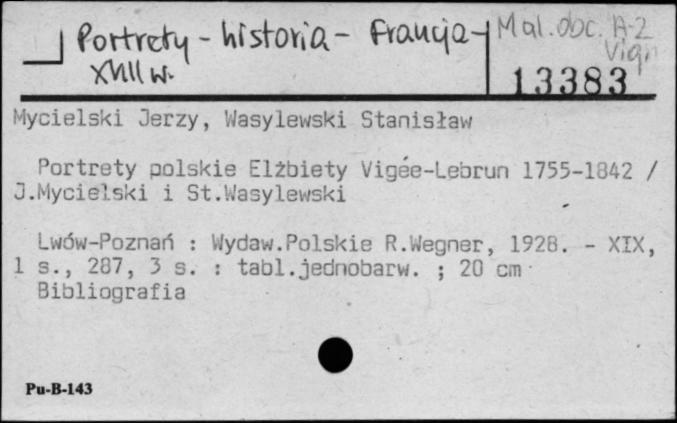 Portrety - historia - Francja -
XVIII w.
Mal. obc. A-Z
Vig
13383
Mycielski Jerzy, Wasylewski Stanisław
Portrety polskie Elżbiety Vigée-Lebrun 1755-1842 /
J.Mycielski i St.Wasylewski
Lwów-Poznań : Wydaw.Polskie R.Wegner, 1928. - XIX,
1 s., 287, 3 s. : tabl.jednobarw. ; 20 cm
Bibliografia
Pu-B-143